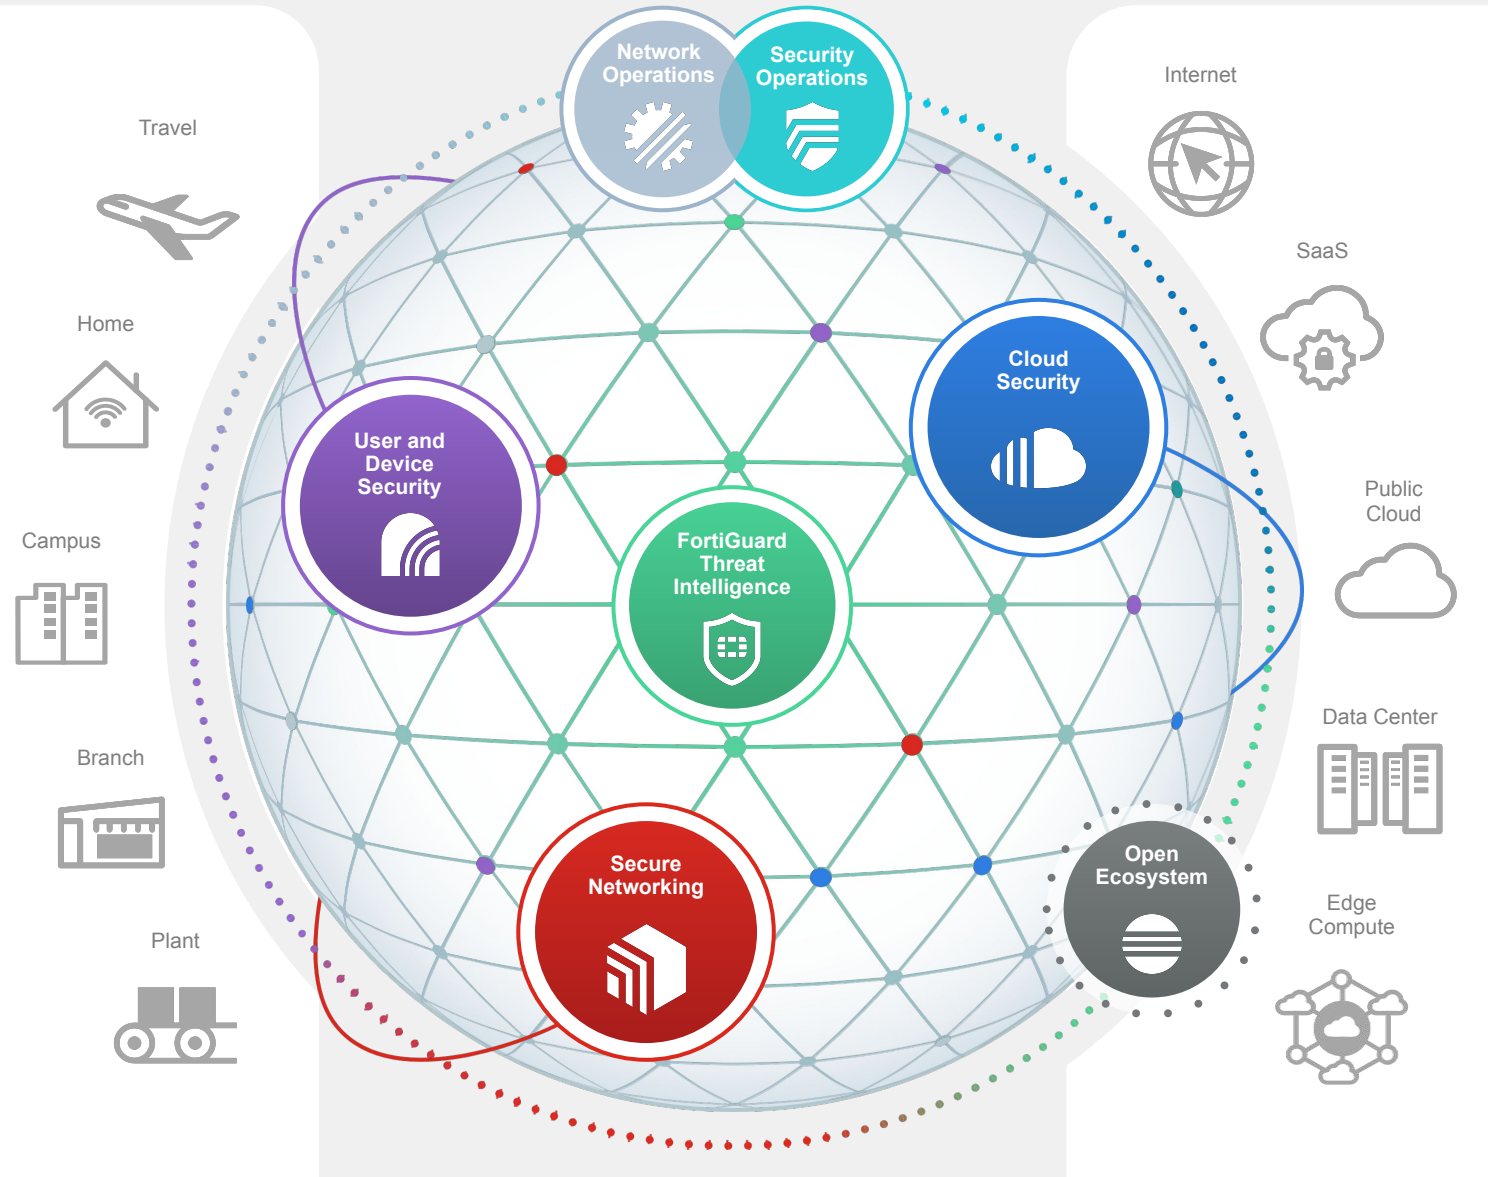 Network
Operations
Security
Operations
Travel
Home
Campus
Branch
Plant
User and
Device
Security
FortiGuard
Threat
Intelligence
Cloud
Security
Secure
Networking
Open
Ecosystem
Internet
SaaS
Public
Cloud
Data Center
Edge
Compute